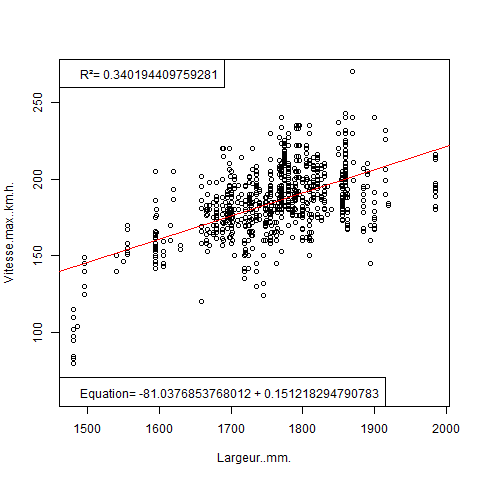 R²= 0.340194409759281
250
200
150
100
Vitesse.max..km.h.
Equation= -81.0376853768012 + 0.151218294790783
1500 1600 1700 1800 1900 2000
Largeur..mm.